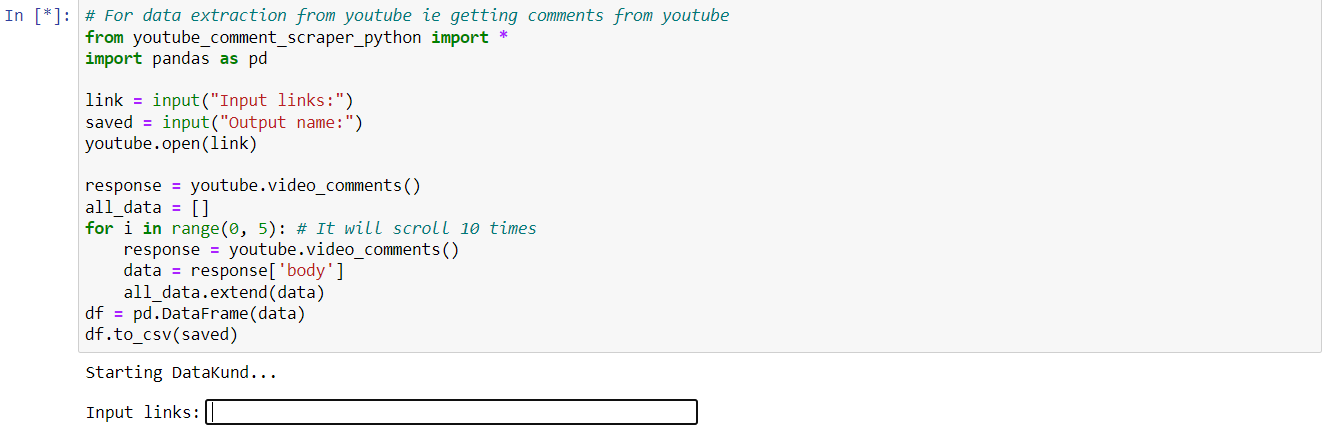 In [*]: # For data extraction from youtube ie getting comments from youtube
from youtube_comment_scraper_python import *
import pandas as pd
link = input("Input links:")
saved = input("Output name:")
youtube.open(link)
response = youtube.video_comments()
all_data = []
for i in range(0, 5): # It will scroll 10 times
    response = youtube.video_comments()
    data = response['body']
    all_data.extend(data)
df = pd.DataFrame(data)
df.to_csv(saved)
Starting DataKund...
Input links: